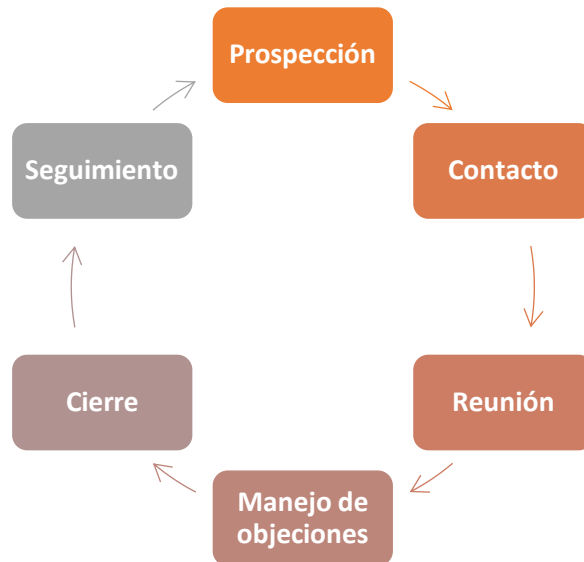 Prospección
Contacto
Reunión
Manejo de
objeciones
Cierre
Seguimiento